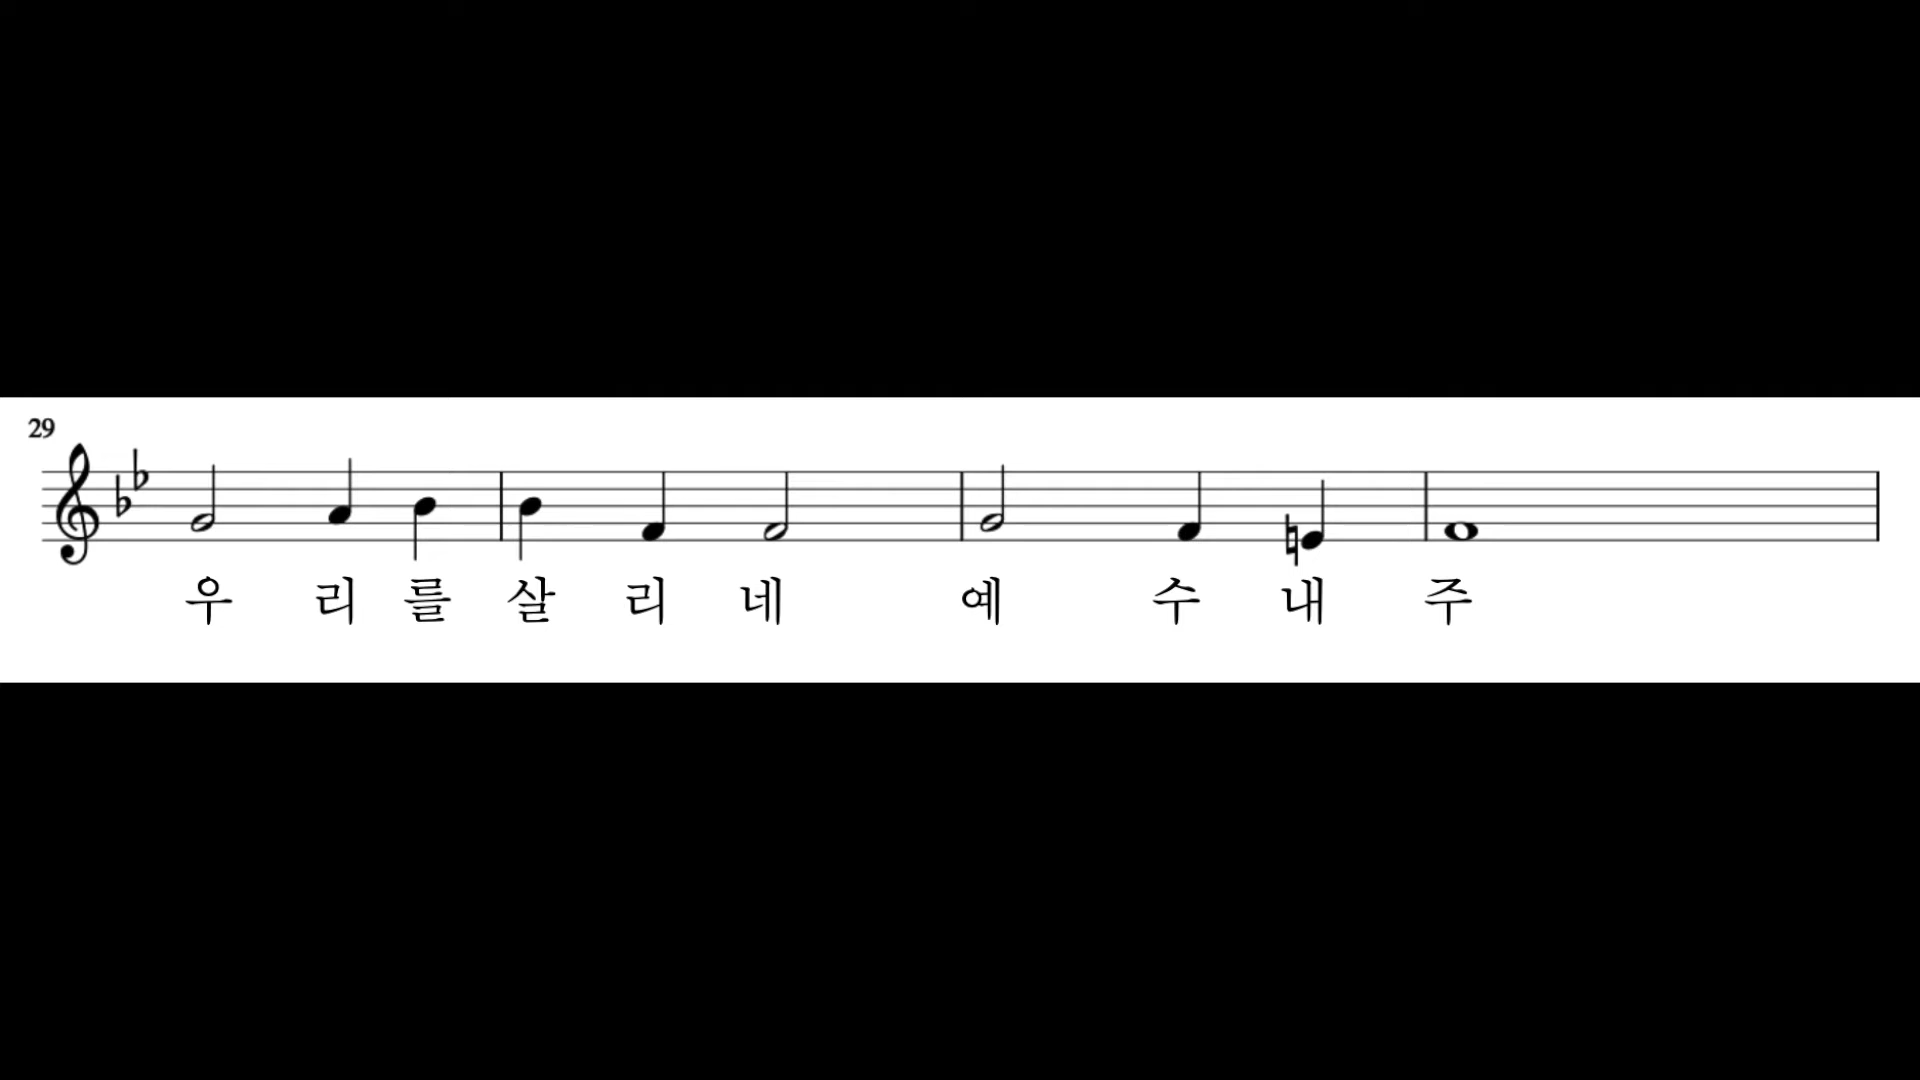 29
우 리 를 살 리 네 예 수 내 주